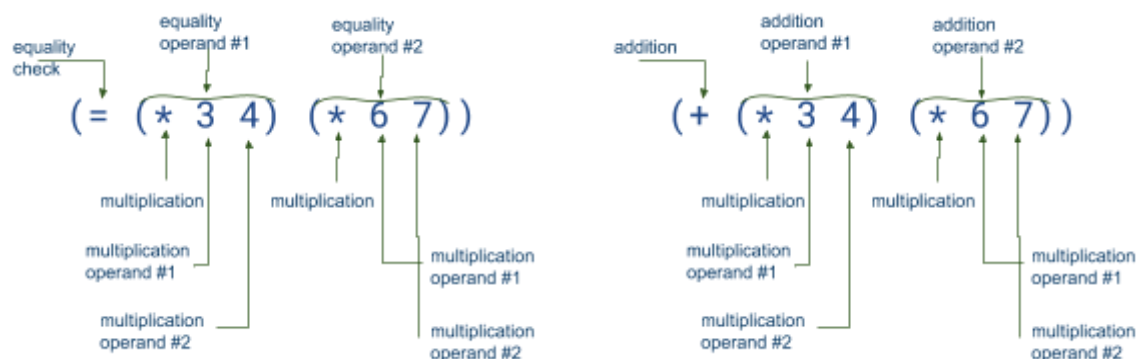 equality
operand #1
equality
operand #2
equality
check
(= (* 3 4) (* 6 7))
multiplication
multiplication
multiplication
operand #1
multiplication
operand #1
multiplication
operand #2
multiplication
operand #2
addition
operand #1
addition
operand #2
addition
(+ (* 3 4) (* 6 7))
multiplication
multiplication
multiplication
operand #1
multiplication
operand #1
multiplication
operand #2
multiplication
operand #2